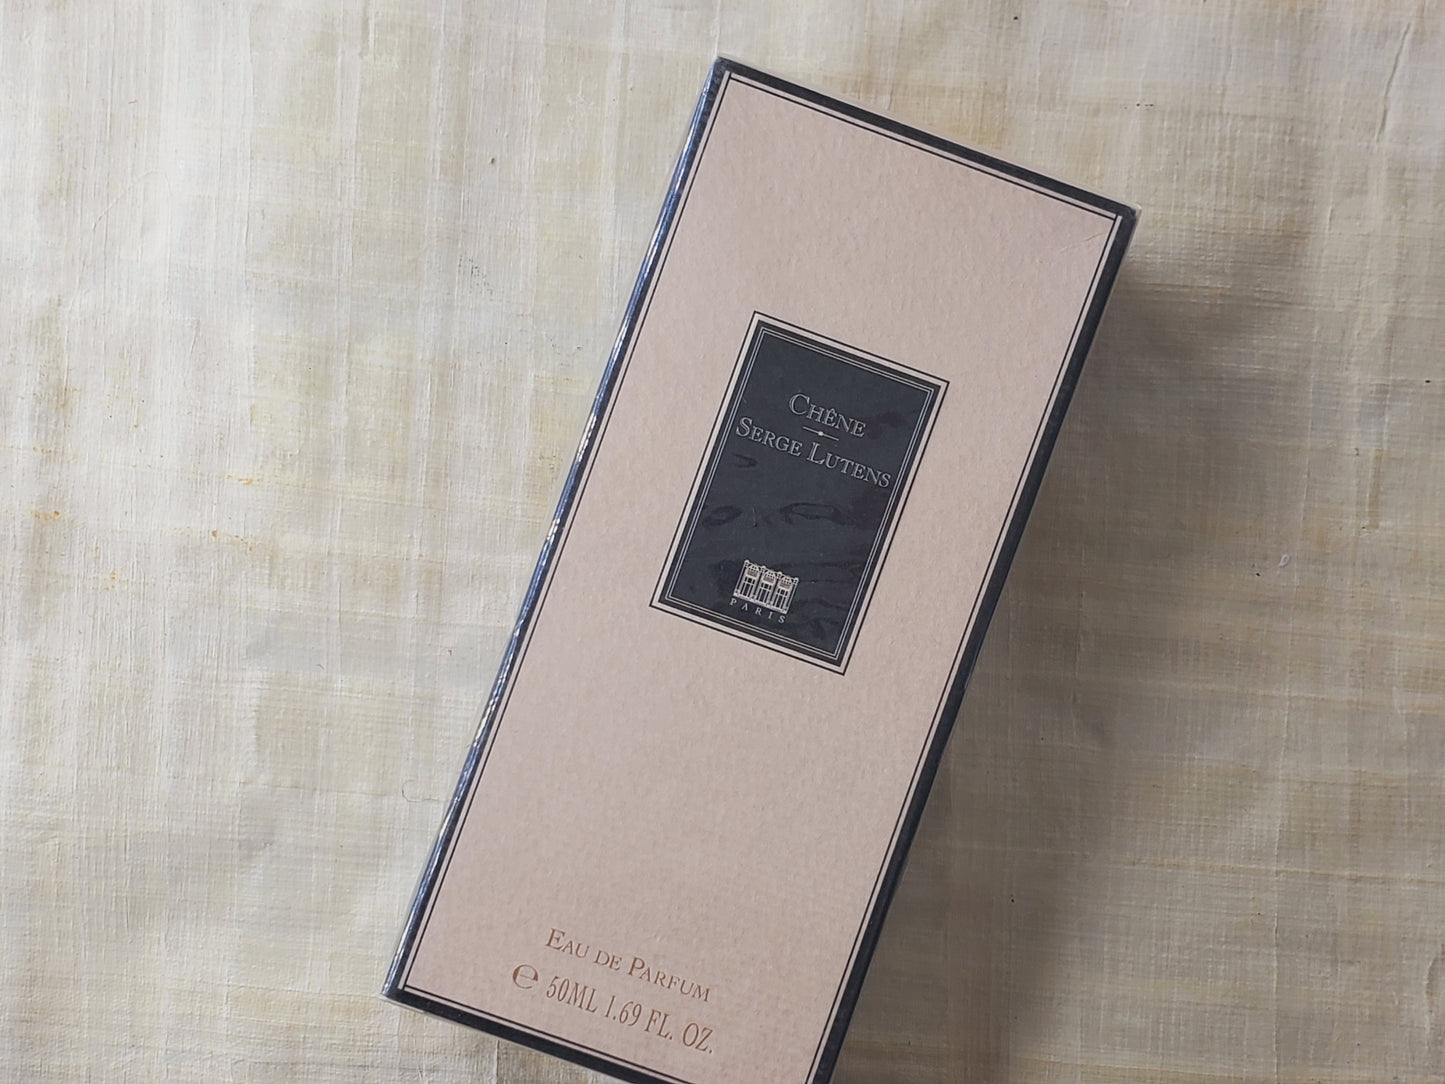 CHÊNE
SERGE LUTENS
PARIS
EAU DE PARFUM
℮ 50ML 1.69 FL. OZ.